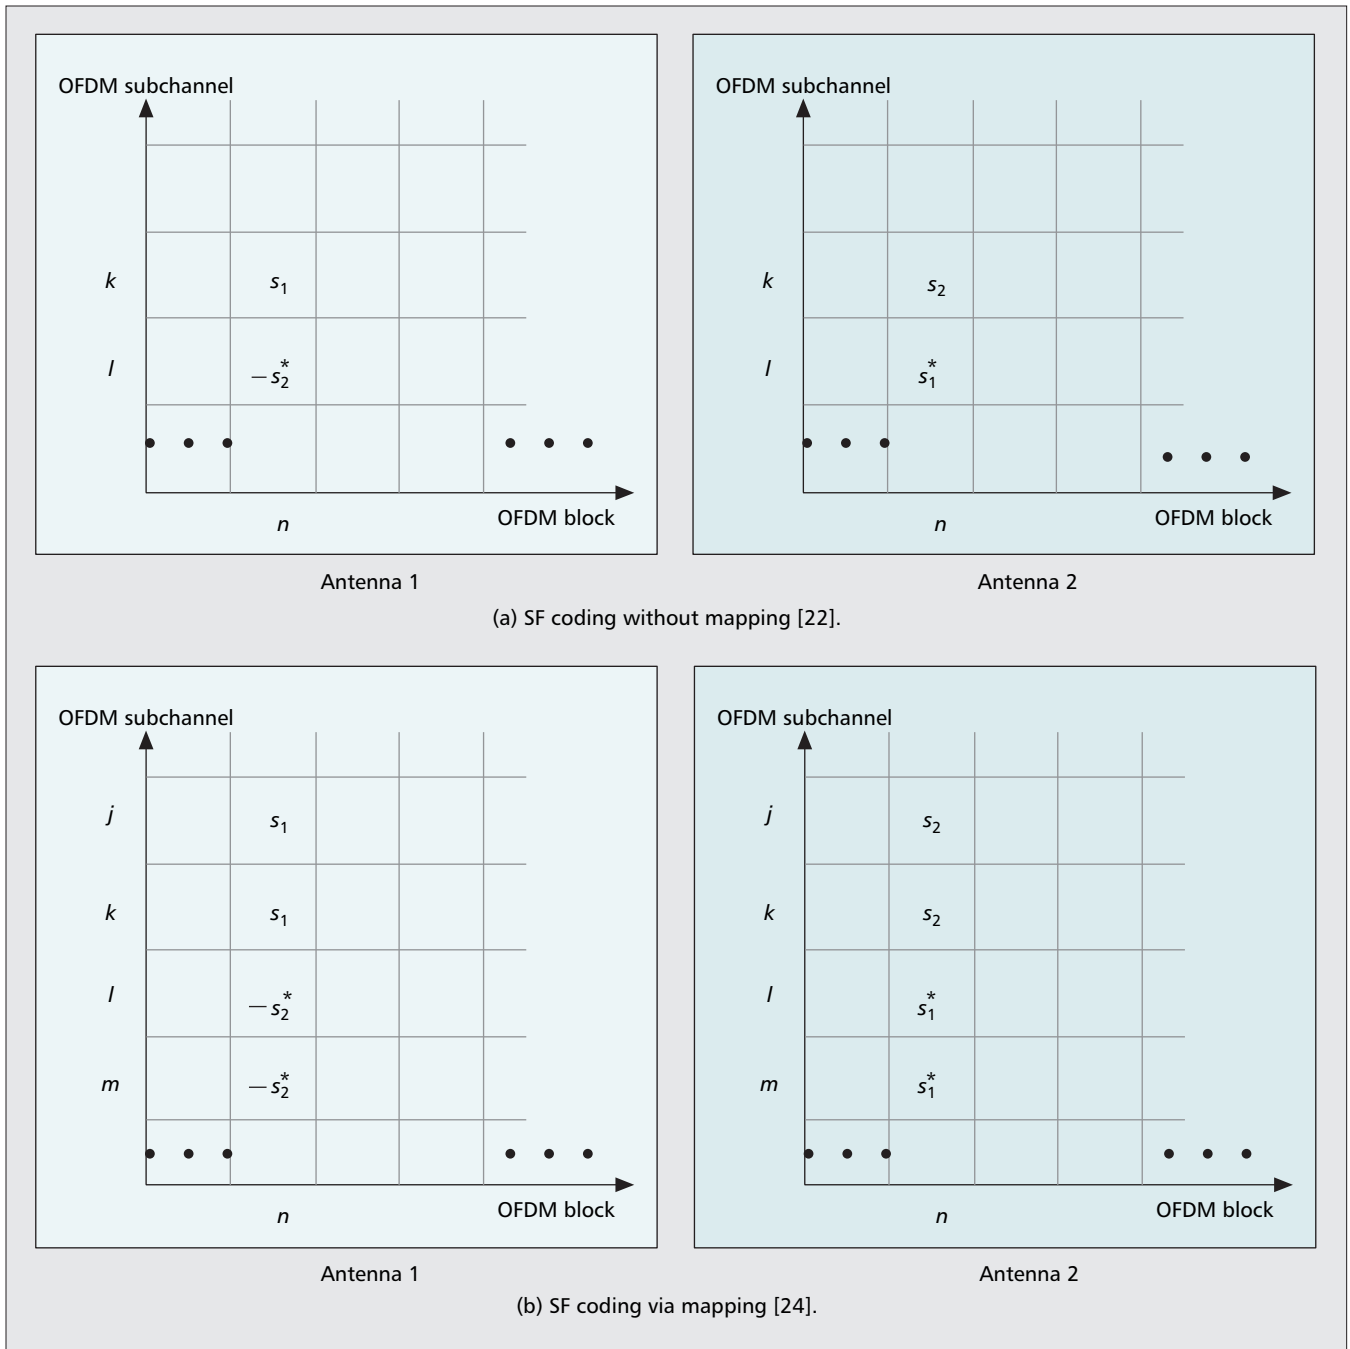 OFDM subchannel
k
s1
l
—s2*
n
OFDM block
Antenna 1
OFDM subchannel
k
s2
l
s1*
n
OFDM block
Antenna 2
(a) SF coding without mapping [22].
OFDM subchannel
j
s1
k
s1
l
—s2*
m
—s2*
n
OFDM block
Antenna 1
OFDM subchannel
j
s2
k
s2
l
s1*
m
s1*
n
OFDM block
Antenna 2
(b) SF coding via mapping [24].